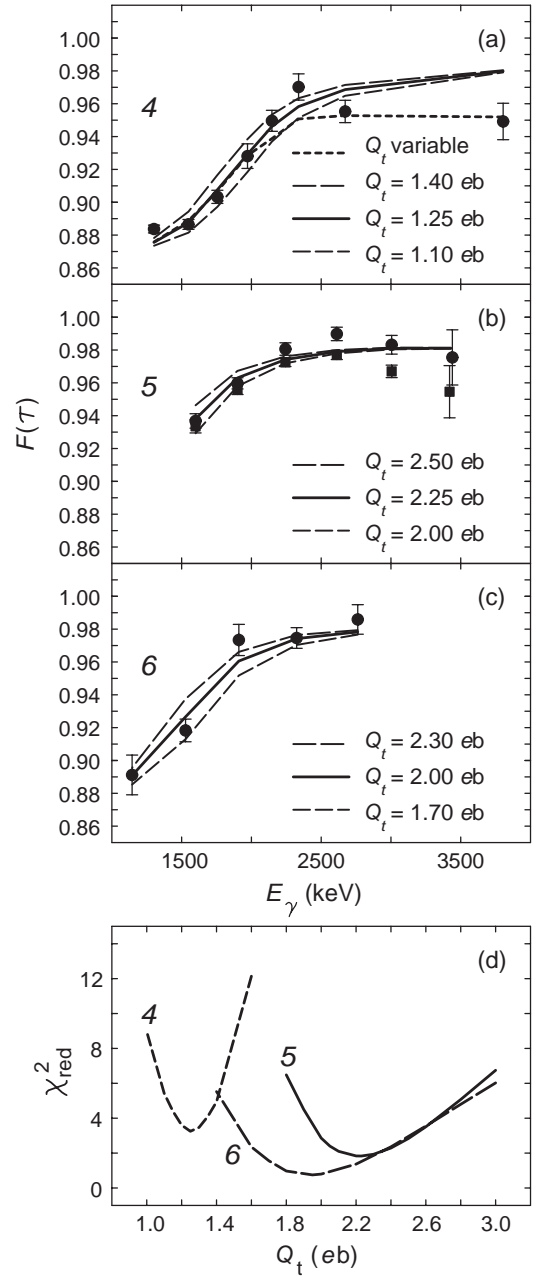 1.00
(a)
0.98
0.96
4
0.94
0.92
Q_t variable
0.90
Q_t = 1.40 eb
0.88
Q_t = 1.25 eb
0.86
Q_t = 1.10 eb
1.00
(b)
0.98
0.96
5
0.94
F(τ)
0.92
0.90
Q_t = 2.50 eb
0.88
Q_t = 2.25 eb
0.86
Q_t = 2.00 eb
1.00
(c)
0.98
0.96
6
0.94
0.92
0.90
Q_t = 2.30 eb
0.88
Q_t = 2.00 eb
0.86
Q_t = 1.70 eb
1500 2500 3500
E_γ (keV)
(d)
12
4
8
5
χ²_red
4
6
0
1.0 1.4 1.8 2.2 2.6 3.0
Q_t (eb)